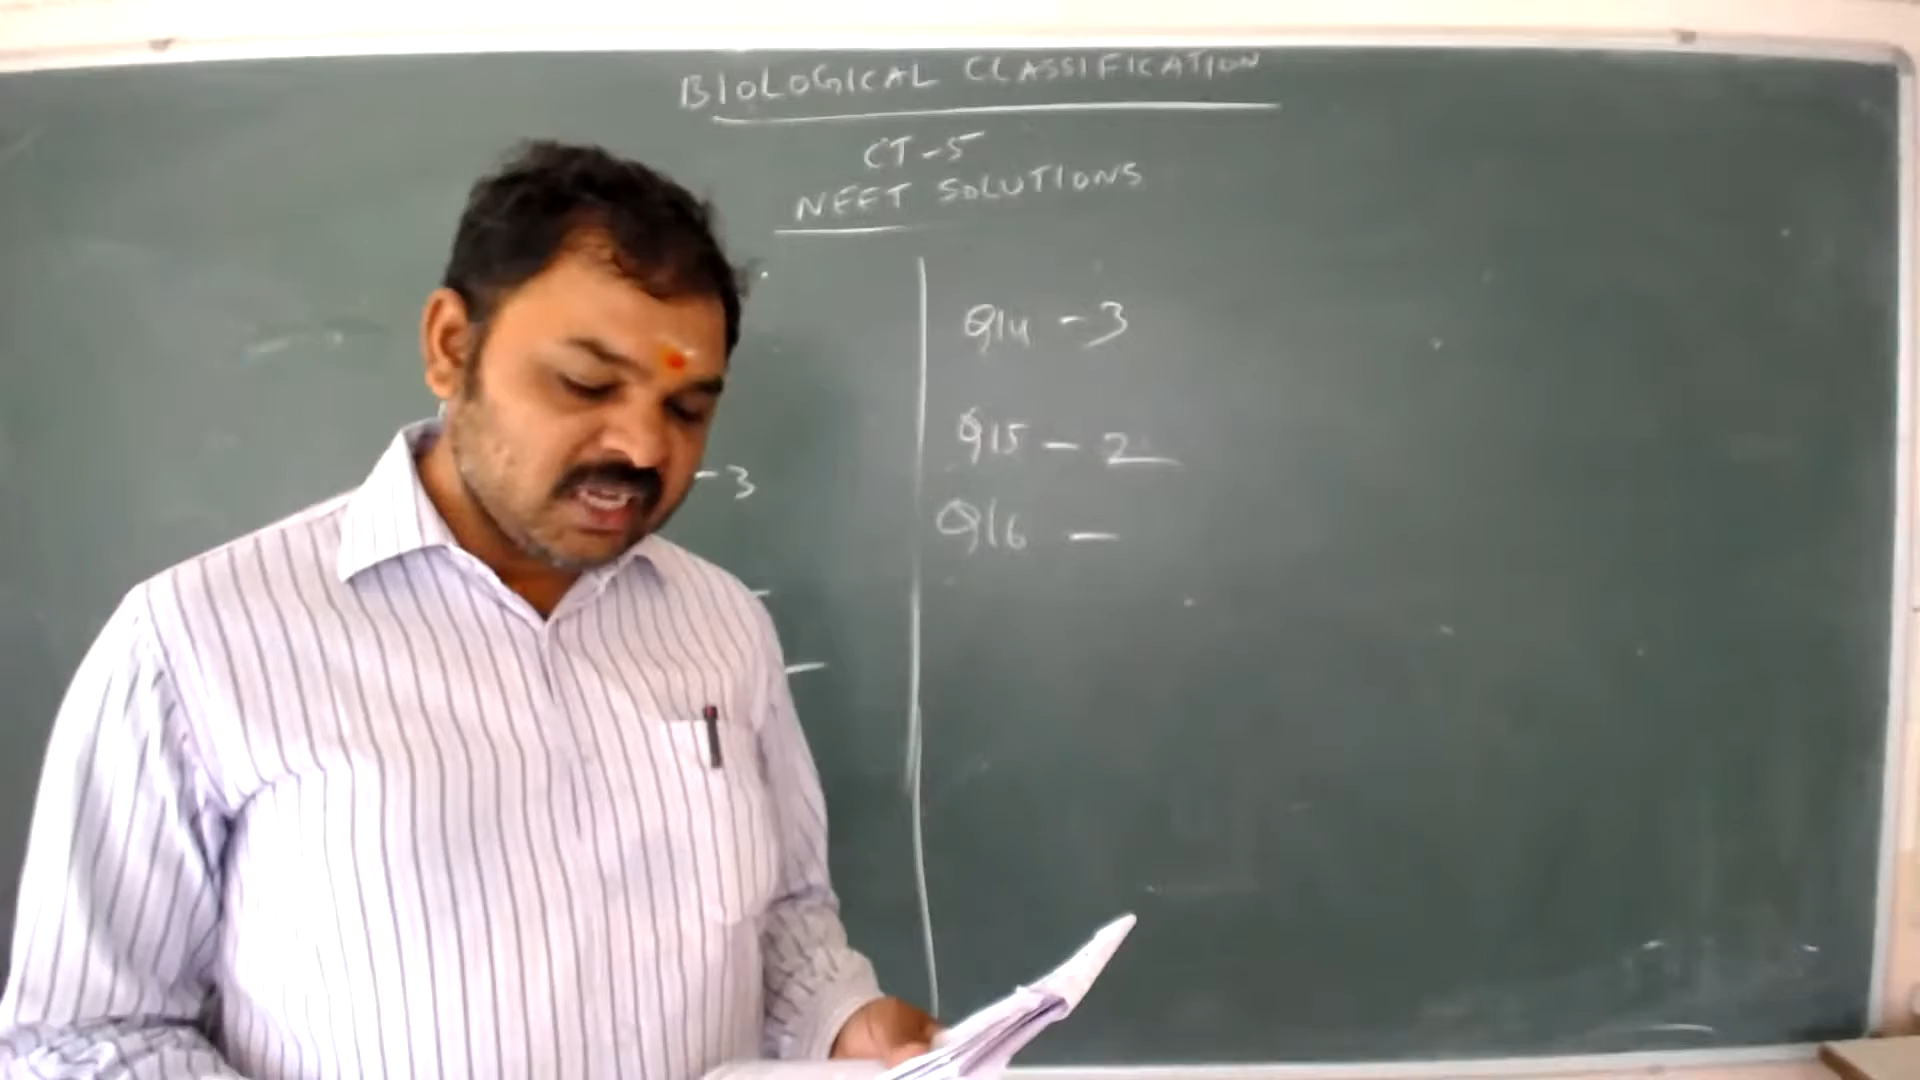 BIOLOGICAL CLASSIFICATION
CT-5
NEET SOLUTIONS
- 3
Q14 - 3
Q15 - 2
Q16 -